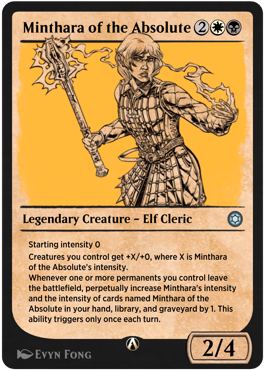 Minthara of the Absolute 2
Legendary Creature – Elf Cleric
Starting intensity 0
Creatures you control get +X/+0, where X is Minthara
of the Absolute's intensity.
Whenever one or more permanents you control leave
the battlefield, perpetually increase Minthara's intensity
and the intensity of cards named Minthara of the
Absolute in your hand, library, and graveyard by 1. This
ability triggers only once each turn.
Evyn Fong
2/4